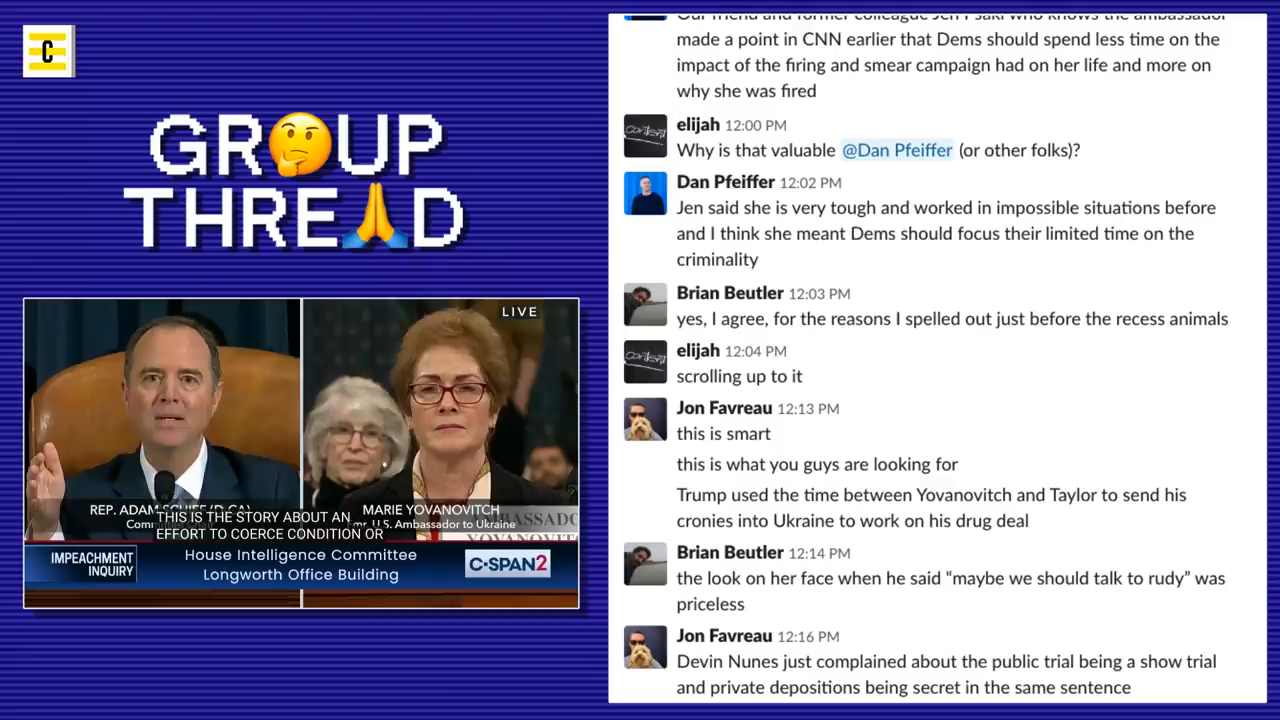 C
GR🤔UP
THRE🙏D
LIVE
REP. ADAM SCHIFF (D-CA)
MARIE YOVANOVITCH
Fmr. U.S. Ambassador to Ukraine
THIS IS THE STORY ABOUT AN
EFFORT TO COERCE CONDITION OR
IMPEACHMENT
INQUIRY
House Intelligence Committee
Longworth Office Building
C-SPAN2
made a point in CNN earlier that Dems should spend less time on the
impact of the firing and smear campaign had on her life and more on
why she was fired
elijah 12:00 PM
Why is that valuable @Dan Pfeiffer (or other folks)?
Dan Pfeiffer 12:02 PM
Jen said she is very tough and worked in impossible situations before
and I think she meant Dems should focus their limited time on the
criminality
Brian Beutler 12:03 PM
yes, I agree, for the reasons I spelled out just before the recess animals
elijah 12:04 PM
scrolling up to it
Jon Favreau 12:13 PM
this is smart
this is what you guys are looking for
Trump used the time between Yovanovitch and Taylor to send his
cronies into Ukraine to work on his drug deal
Brian Beutler 12:14 PM
the look on her face when he said “maybe we should talk to rudy” was
priceless
Jon Favreau 12:16 PM
Devin Nunes just complained about the public trial being a show trial
and private depositions being secret in the same sentence